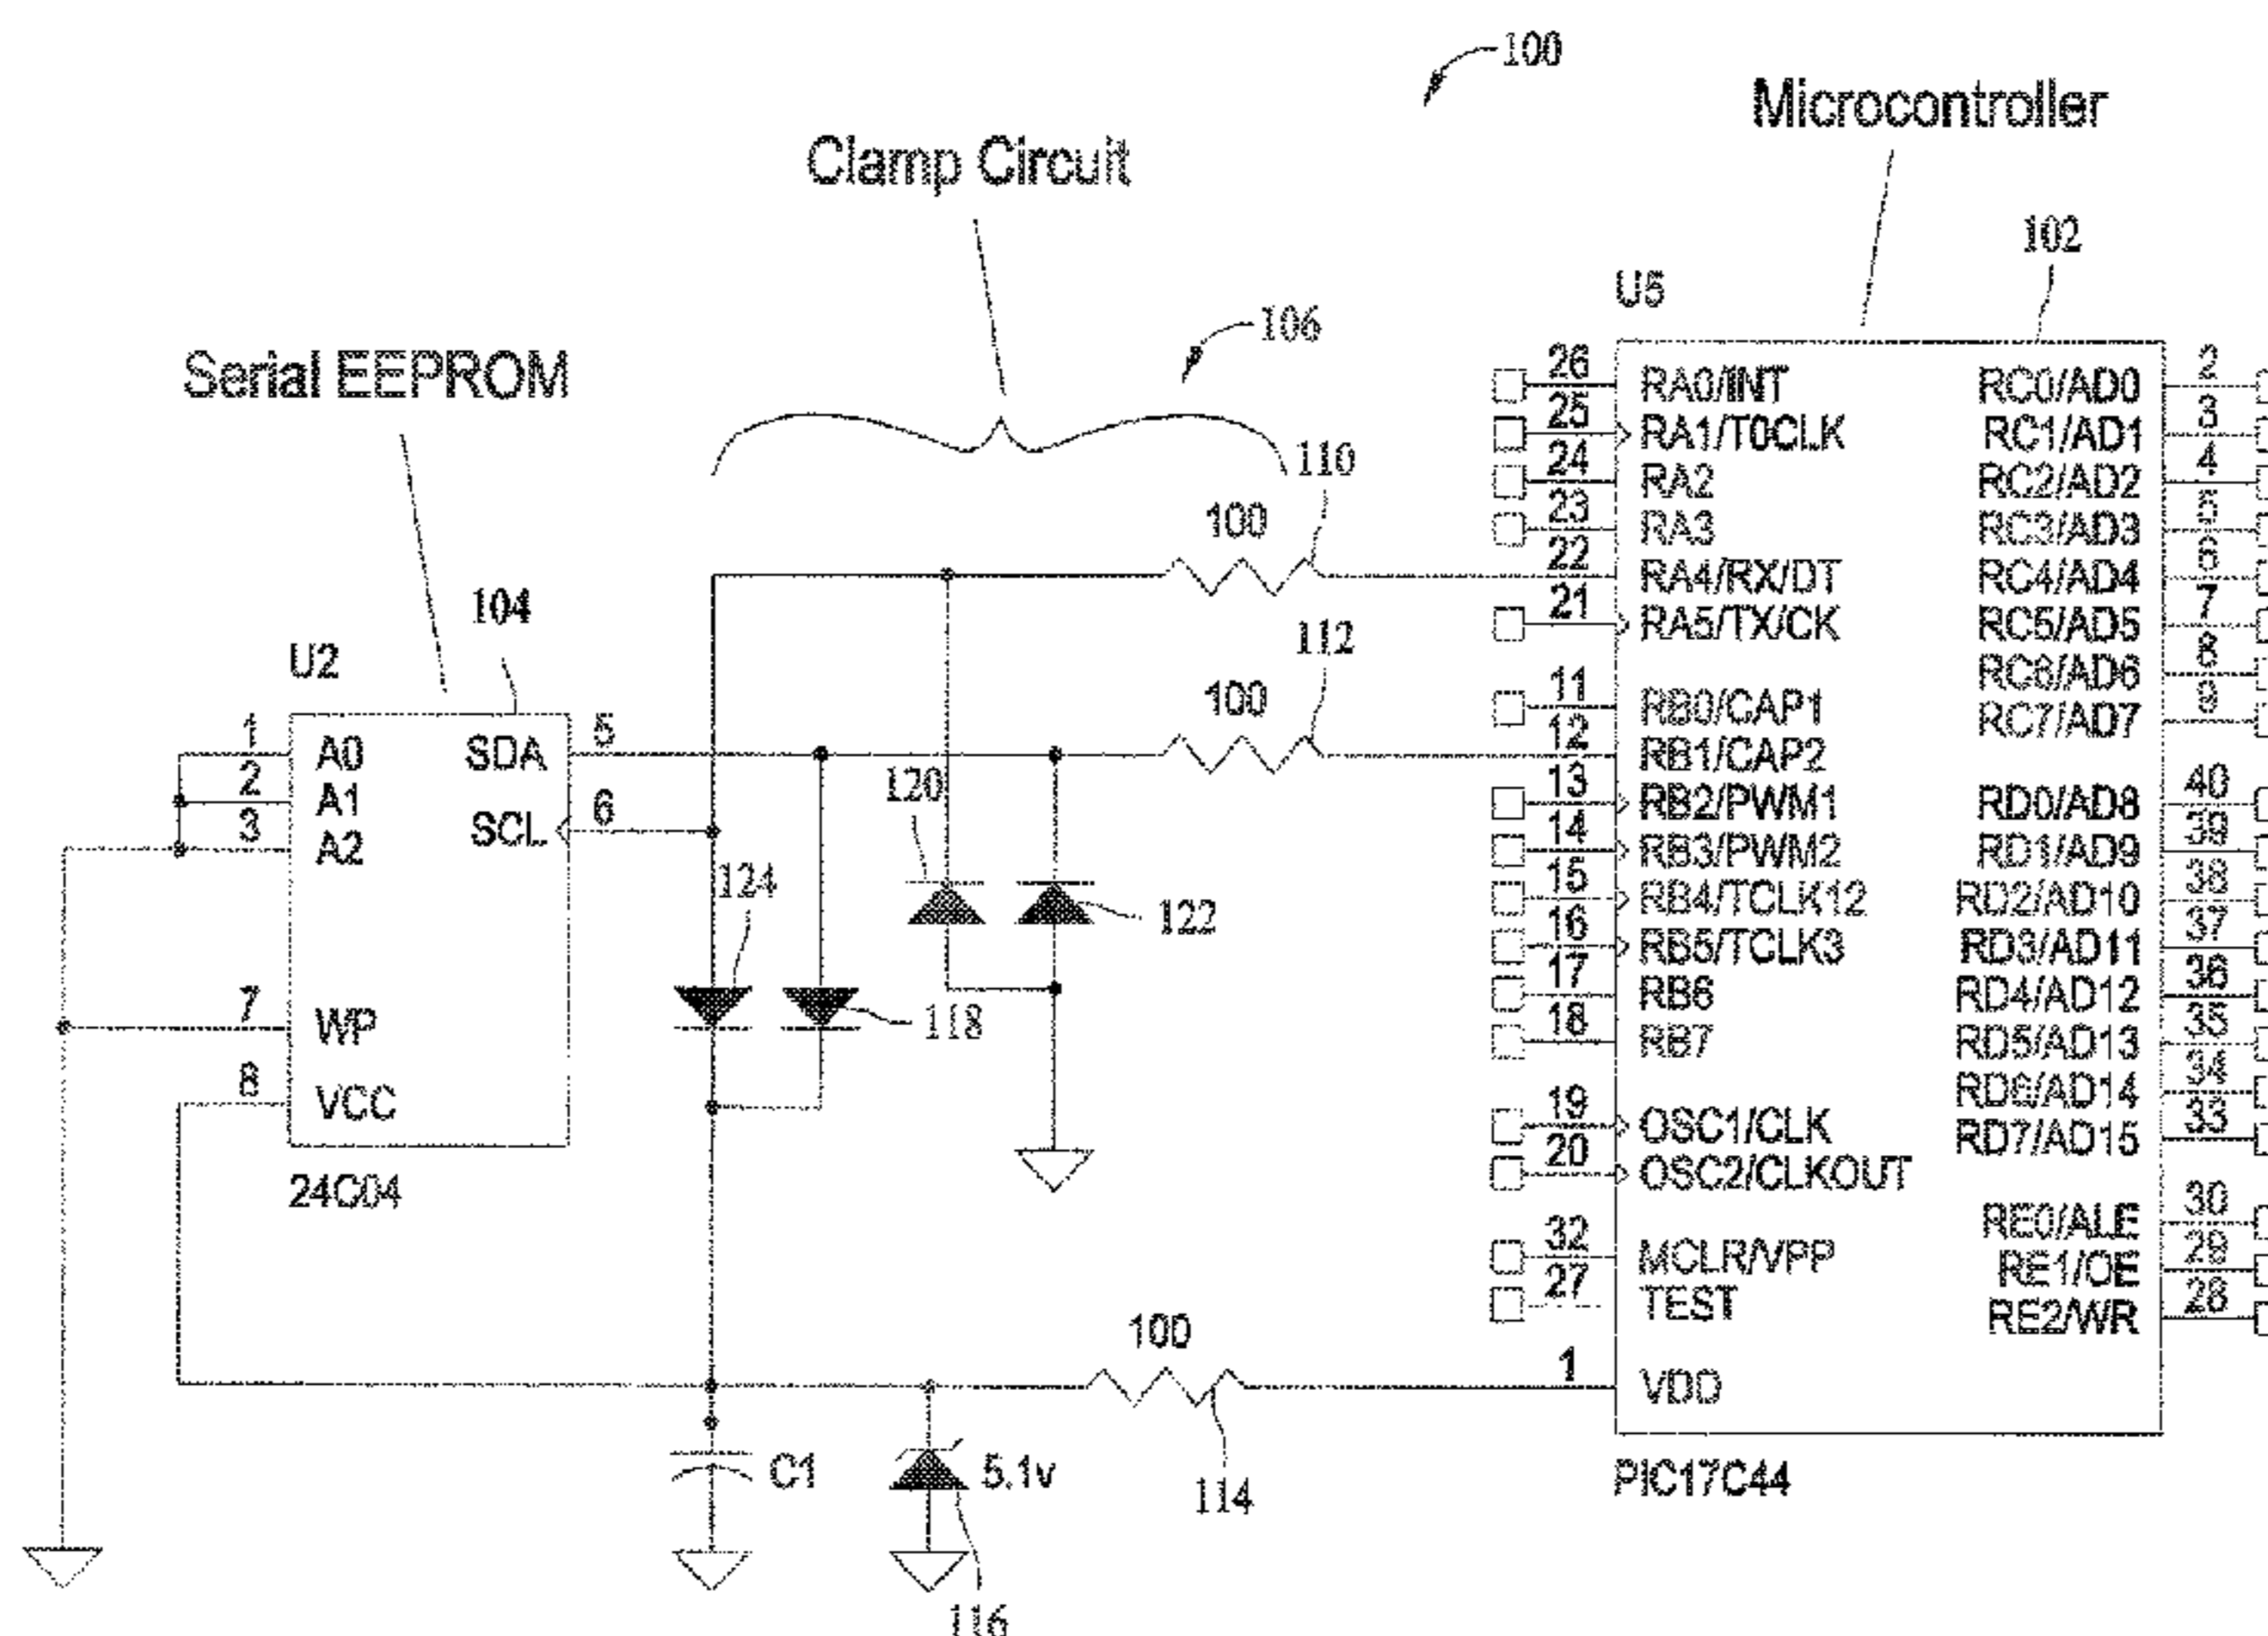 100
Microcontroller
Clamp Circuit
102
U5
106
Serial EEPROM
26 RA0/INT RC0/AD0 2
25 RA1/T0CLK RC1/AD1 3
24 RA2 RC2/AD2 4
110
23 RA3 RC3/AD3 5
100
22 RA4/RX/DT RC4/AD4 6
21 RA5/TX/CK RC5/AD5 7
104
112
U2
RC6/AD6 8
11 RB0/CAP1 RC7/AD7 9
100
12 RB1/CAP2
1 A0 SDA 5
2 A1
3 A2 SCL 6
120
13 RB2/PWM1 RD0/AD8 40
14 RB3/PWM2 RD1/AD9 39
124
15 RB4/TCLK12 RD2/AD10 38
122
16 RB5/TCLK3 RD3/AD11 37
17 RB6 RD4/AD12 36
7 WP
118
18 RB7 RD5/AD13 35
RD6/AD14 34
8 VCC
19 OSC1/CLK RD7/AD15 33
20 OSC2/CLKOUT
24C04
RE0/ALE 30
32 MCLR/VPP RE1/OE 29
27 TEST RE2/WR 28
100
1 VDD
C1
5.1v
114
PIC17C44
116